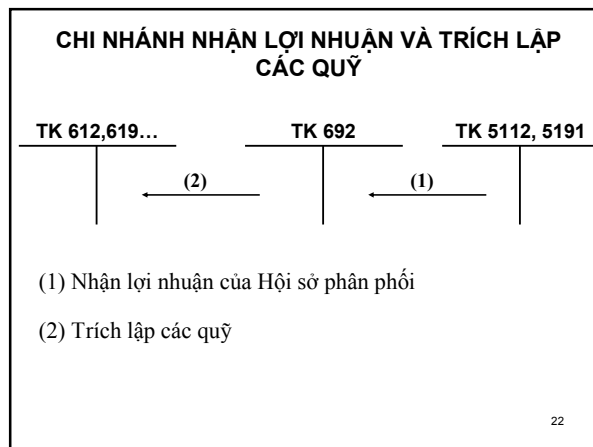 CHI NHÁNH NHẬN LỢI NHUẬN VÀ TRÍCH LẬP
CÁC QUỸ
TK 612,619… TK 692 TK 5112, 5191
(2) (1)
(1) Nhận lợi nhuận của Hội sở phân phối
(2) Trích lập các quỹ
22